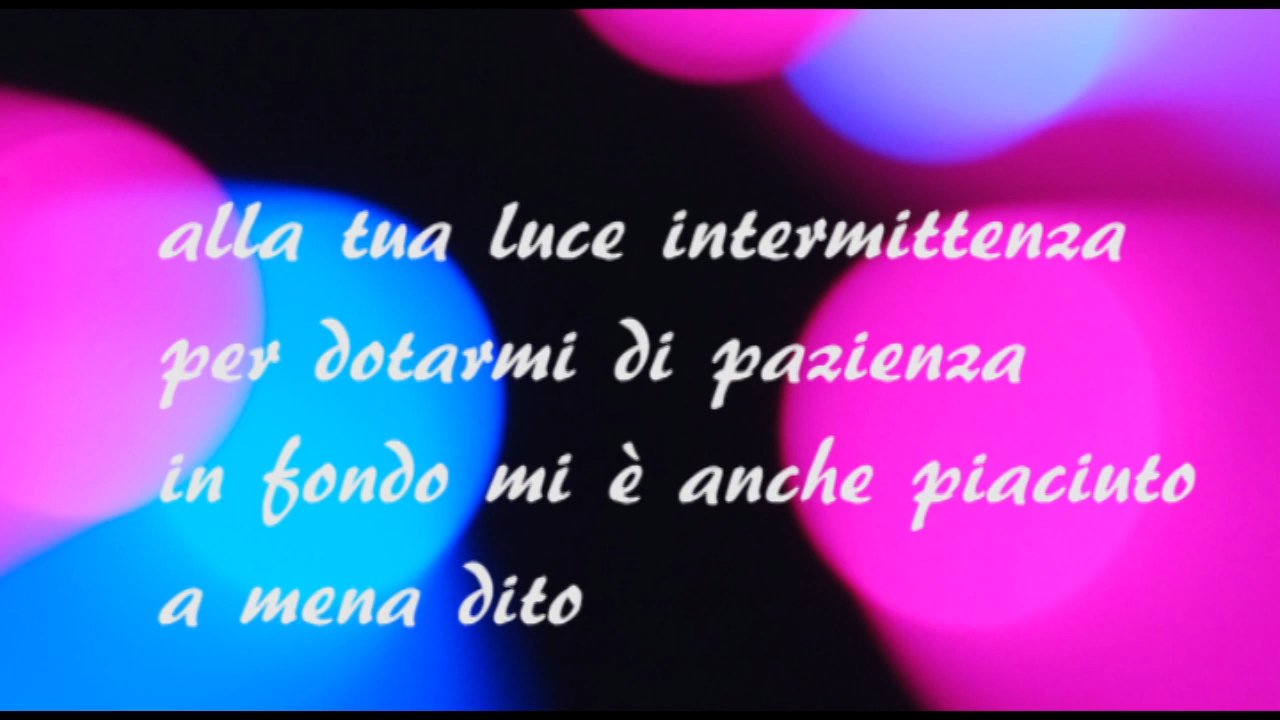 alla tua luce intermittenza
per dotarmi di pazienza
in fondo mi è anche piaciuto
a mena dito